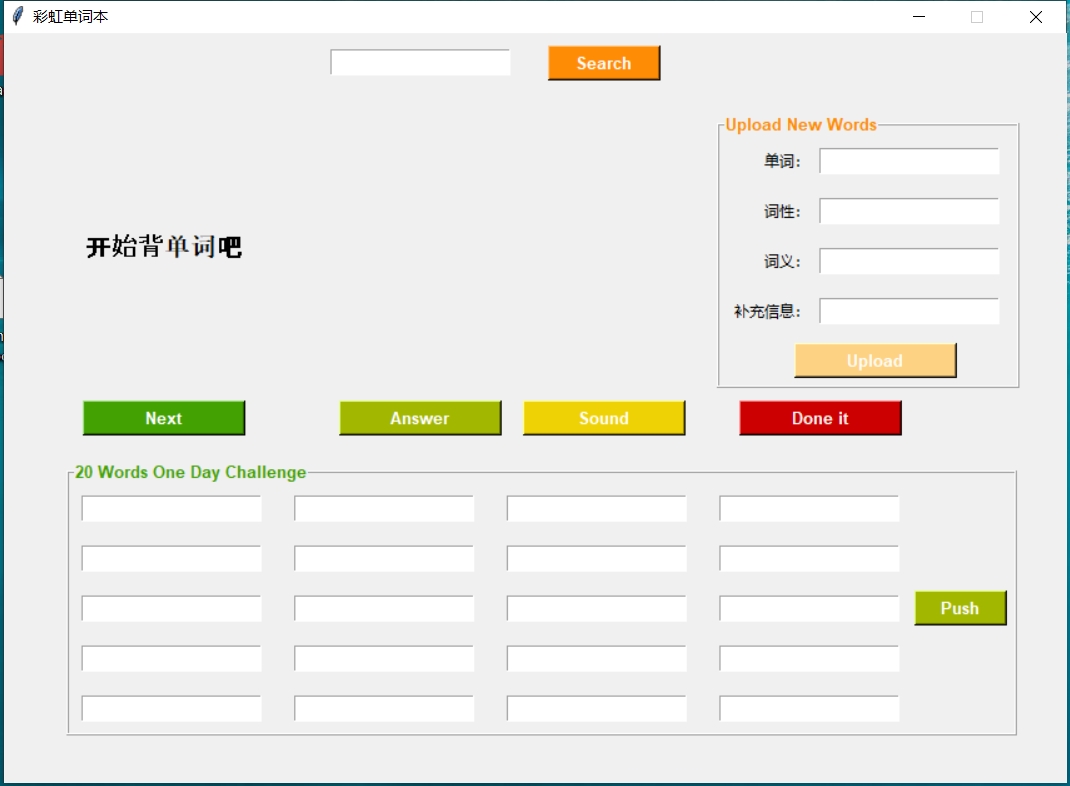 彩虹单词本
Search
Upload New Words
单词：
词性：
开始背单词吧
词义：
补充信息：
Upload
Next
Answer
Sound
Done it
20 Words One Day Challenge
Push